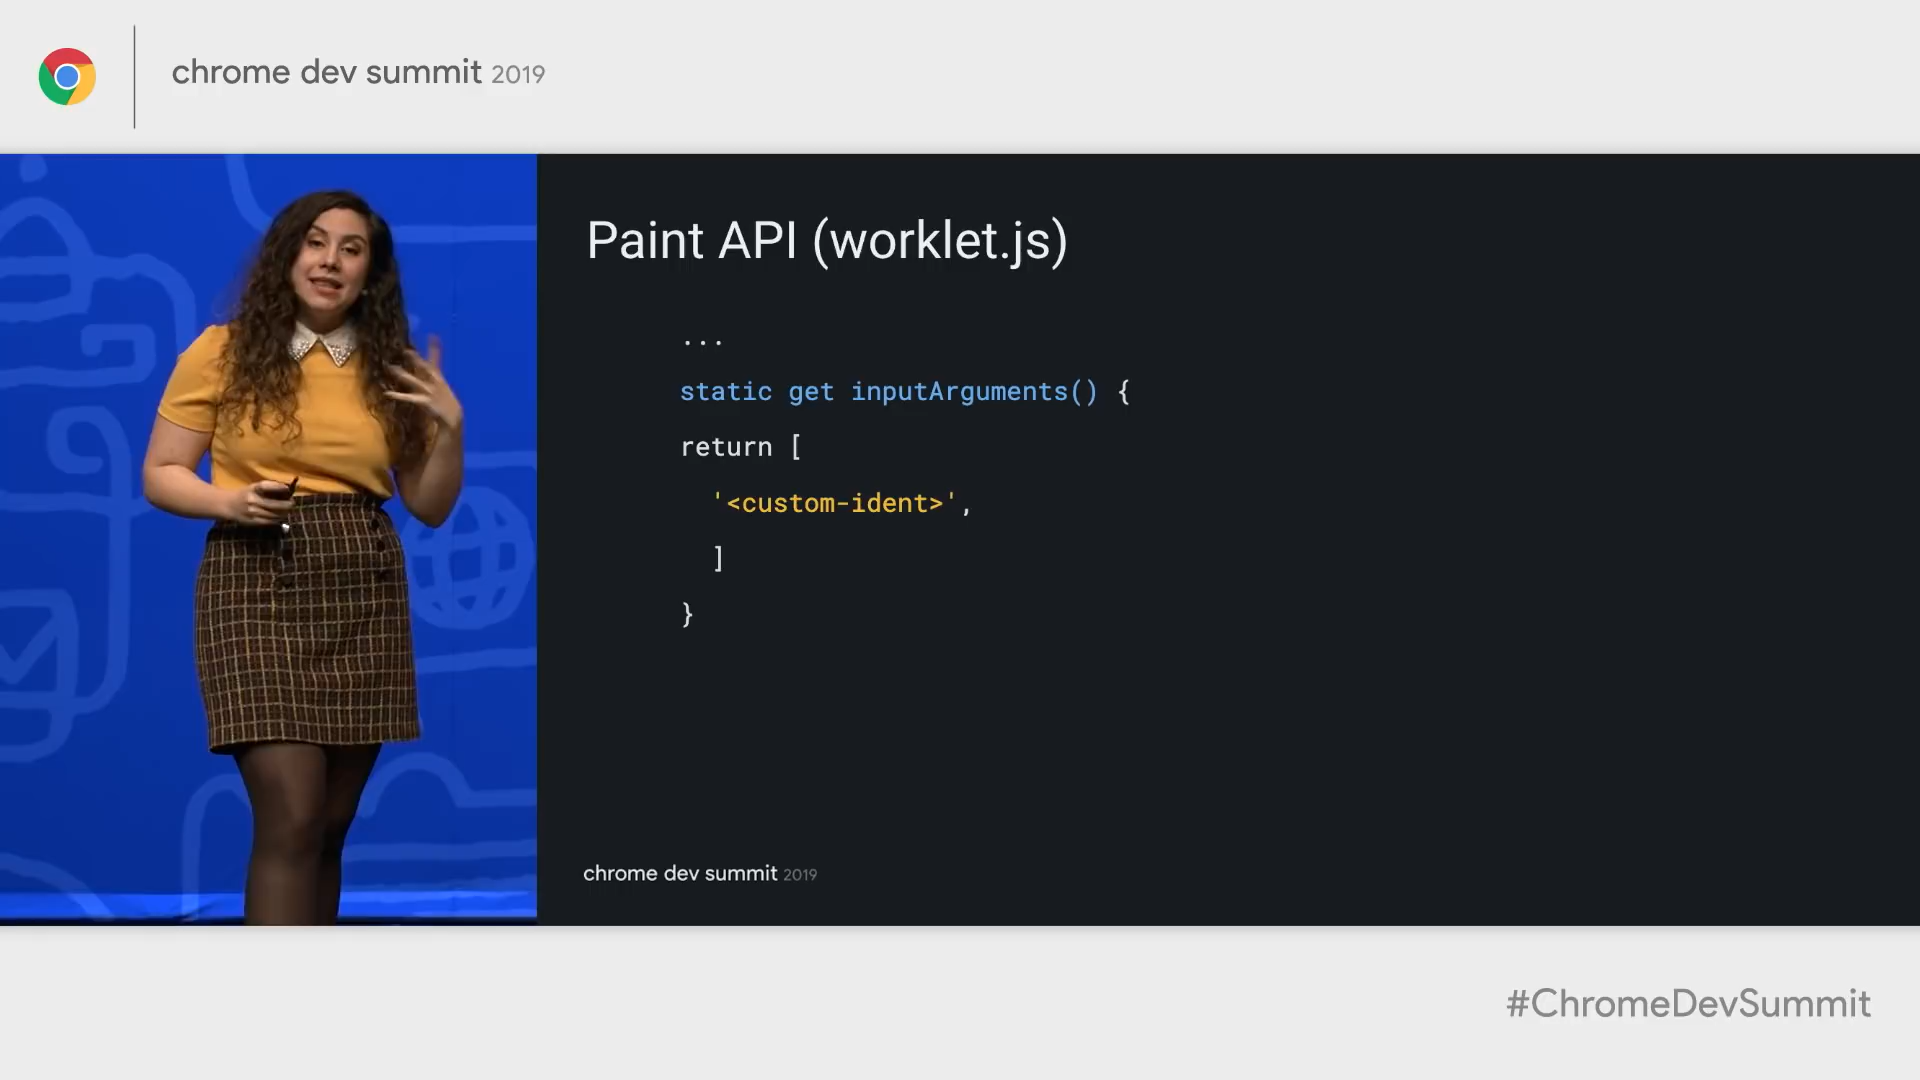 chrome dev summit 2019
Paint API (worklet.js)
...
static get inputArguments() {
return [
'<custom-ident>',
]
}
chrome dev summit 2019
#ChromeDevSummit